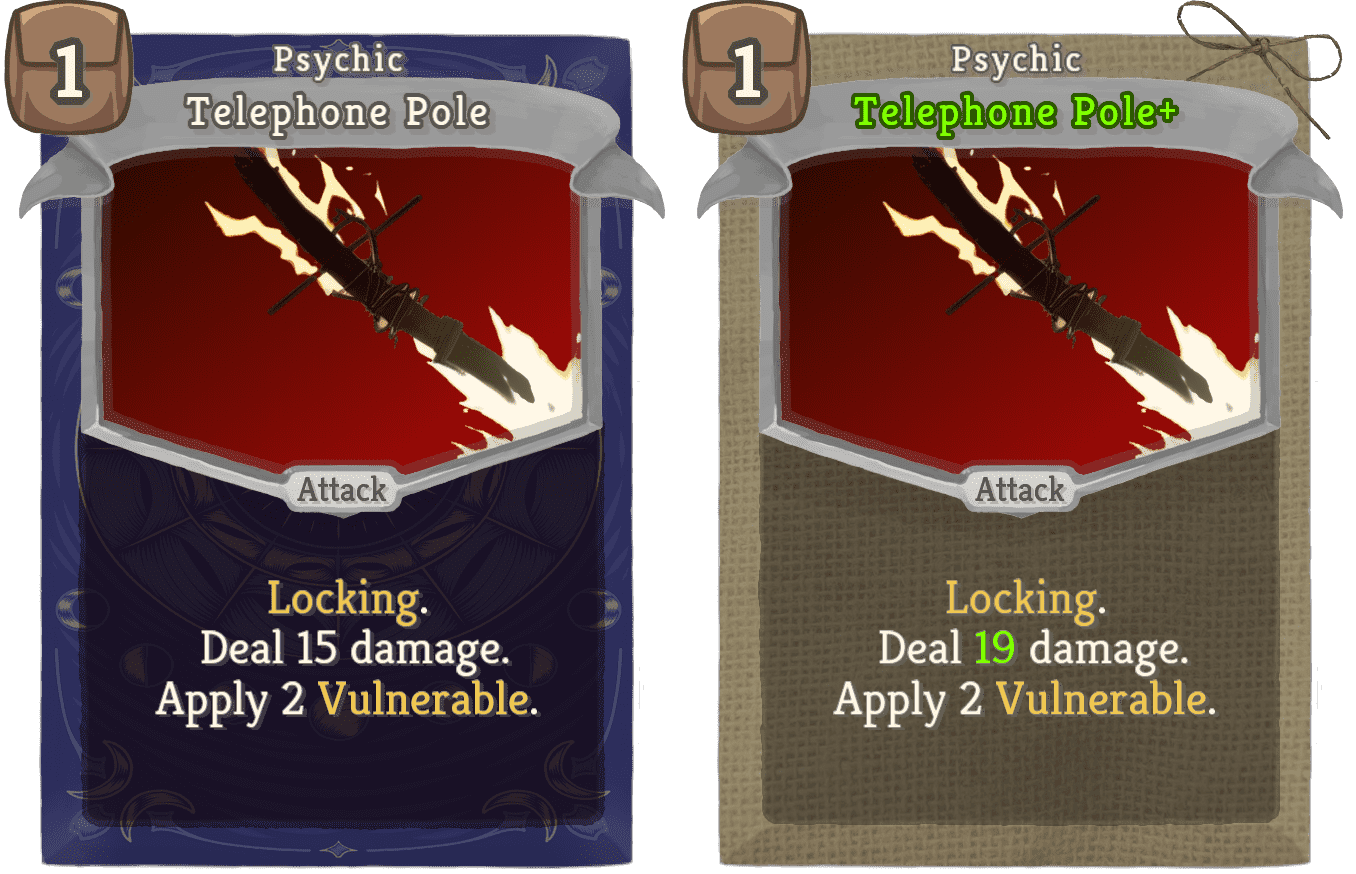 1
Psychic
Telephone Pole
Attack
Locking.
Deal 15 damage.
Apply 2 Vulnerable.
1
Psychic
Telephone Pole+
Attack
Locking.
Deal 19 damage.
Apply 2 Vulnerable.